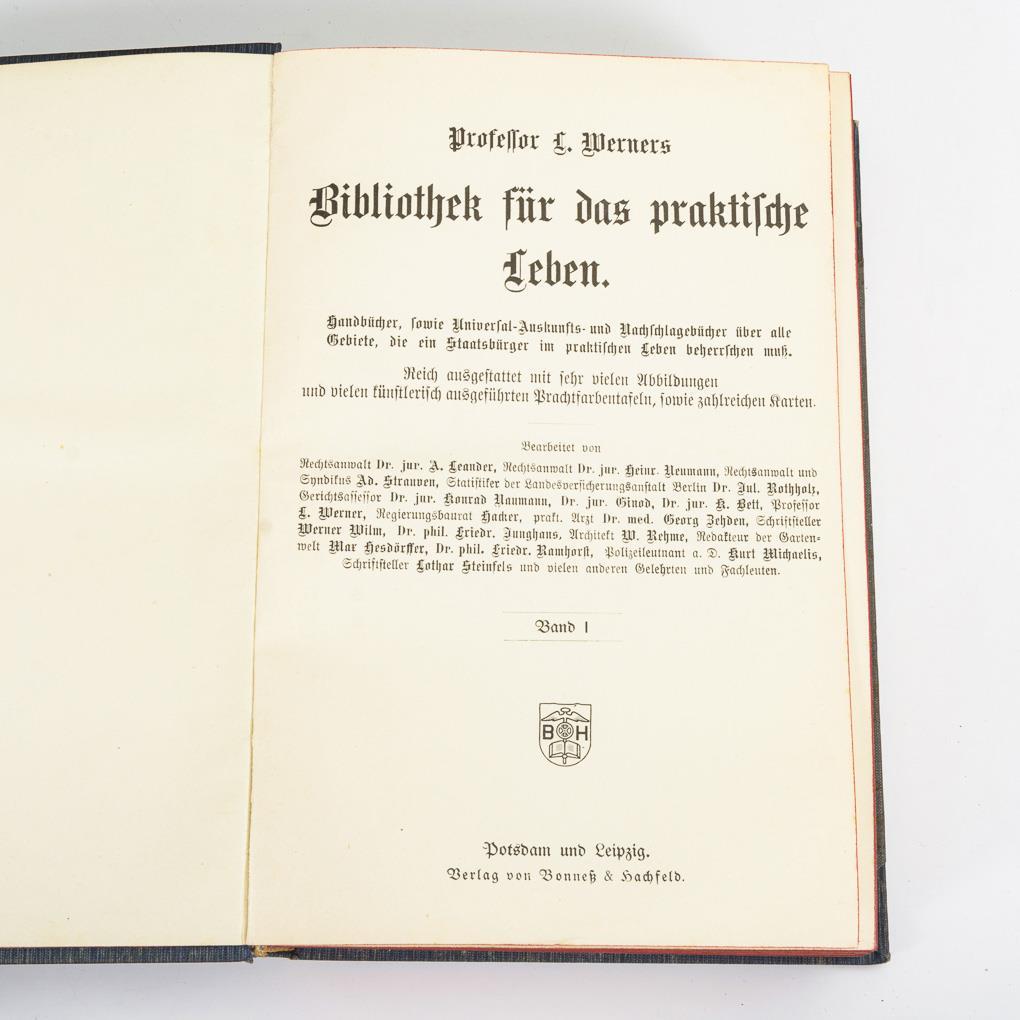 Professor L. Werners
Bibliothek für das praktische
Leben.
Handbücher, sowie Universal-Auskunfts- und Nachschlagebücher über alle
Gebiete, die ein Staatsbürger im praktischen Leben beherrschen muß.
Reich ausgestattet mit sehr vielen Abbildungen
und vielen künstlerisch ausgeführten Prachtfarbentafeln, sowie zahlreichen Karten.
Bearbeitet von
Rechtsanwalt Dr. jur. A. Leander, Rechtsanwalt Dr. jur. Heinr. Neumann, Rechtsanwalt und
Syndikus Ad. Strauven, Statistiker der Landesversicherungsanstalt Berlin Dr. Jul. Rothholz,
Gerichtsassessor Dr. jur. Konrad Naumann, Dr. jur. Ginod, Dr. jur. K. Bett, Professor
L. Werner, Regierungsbaurat Hacker, prakt. Arzt Dr. med. Georg Zehden, Schriftsteller
Werner Wilm, Dr. phil. Friedr. Junghans, Architekt W. Rehme, Redakteur der Garten-
welt Max Hesdörffer, Dr. phil. Friedr. Ramhorst, Polizeileutnant a. D. Kurt Michaelis,
Schriftsteller Lothar Steinfels und vielen anderen Gelehrten und Fachleuten.
Band I
B H
Potsdam und Leipzig.
Verlag von Bonneß & Hachfeld.